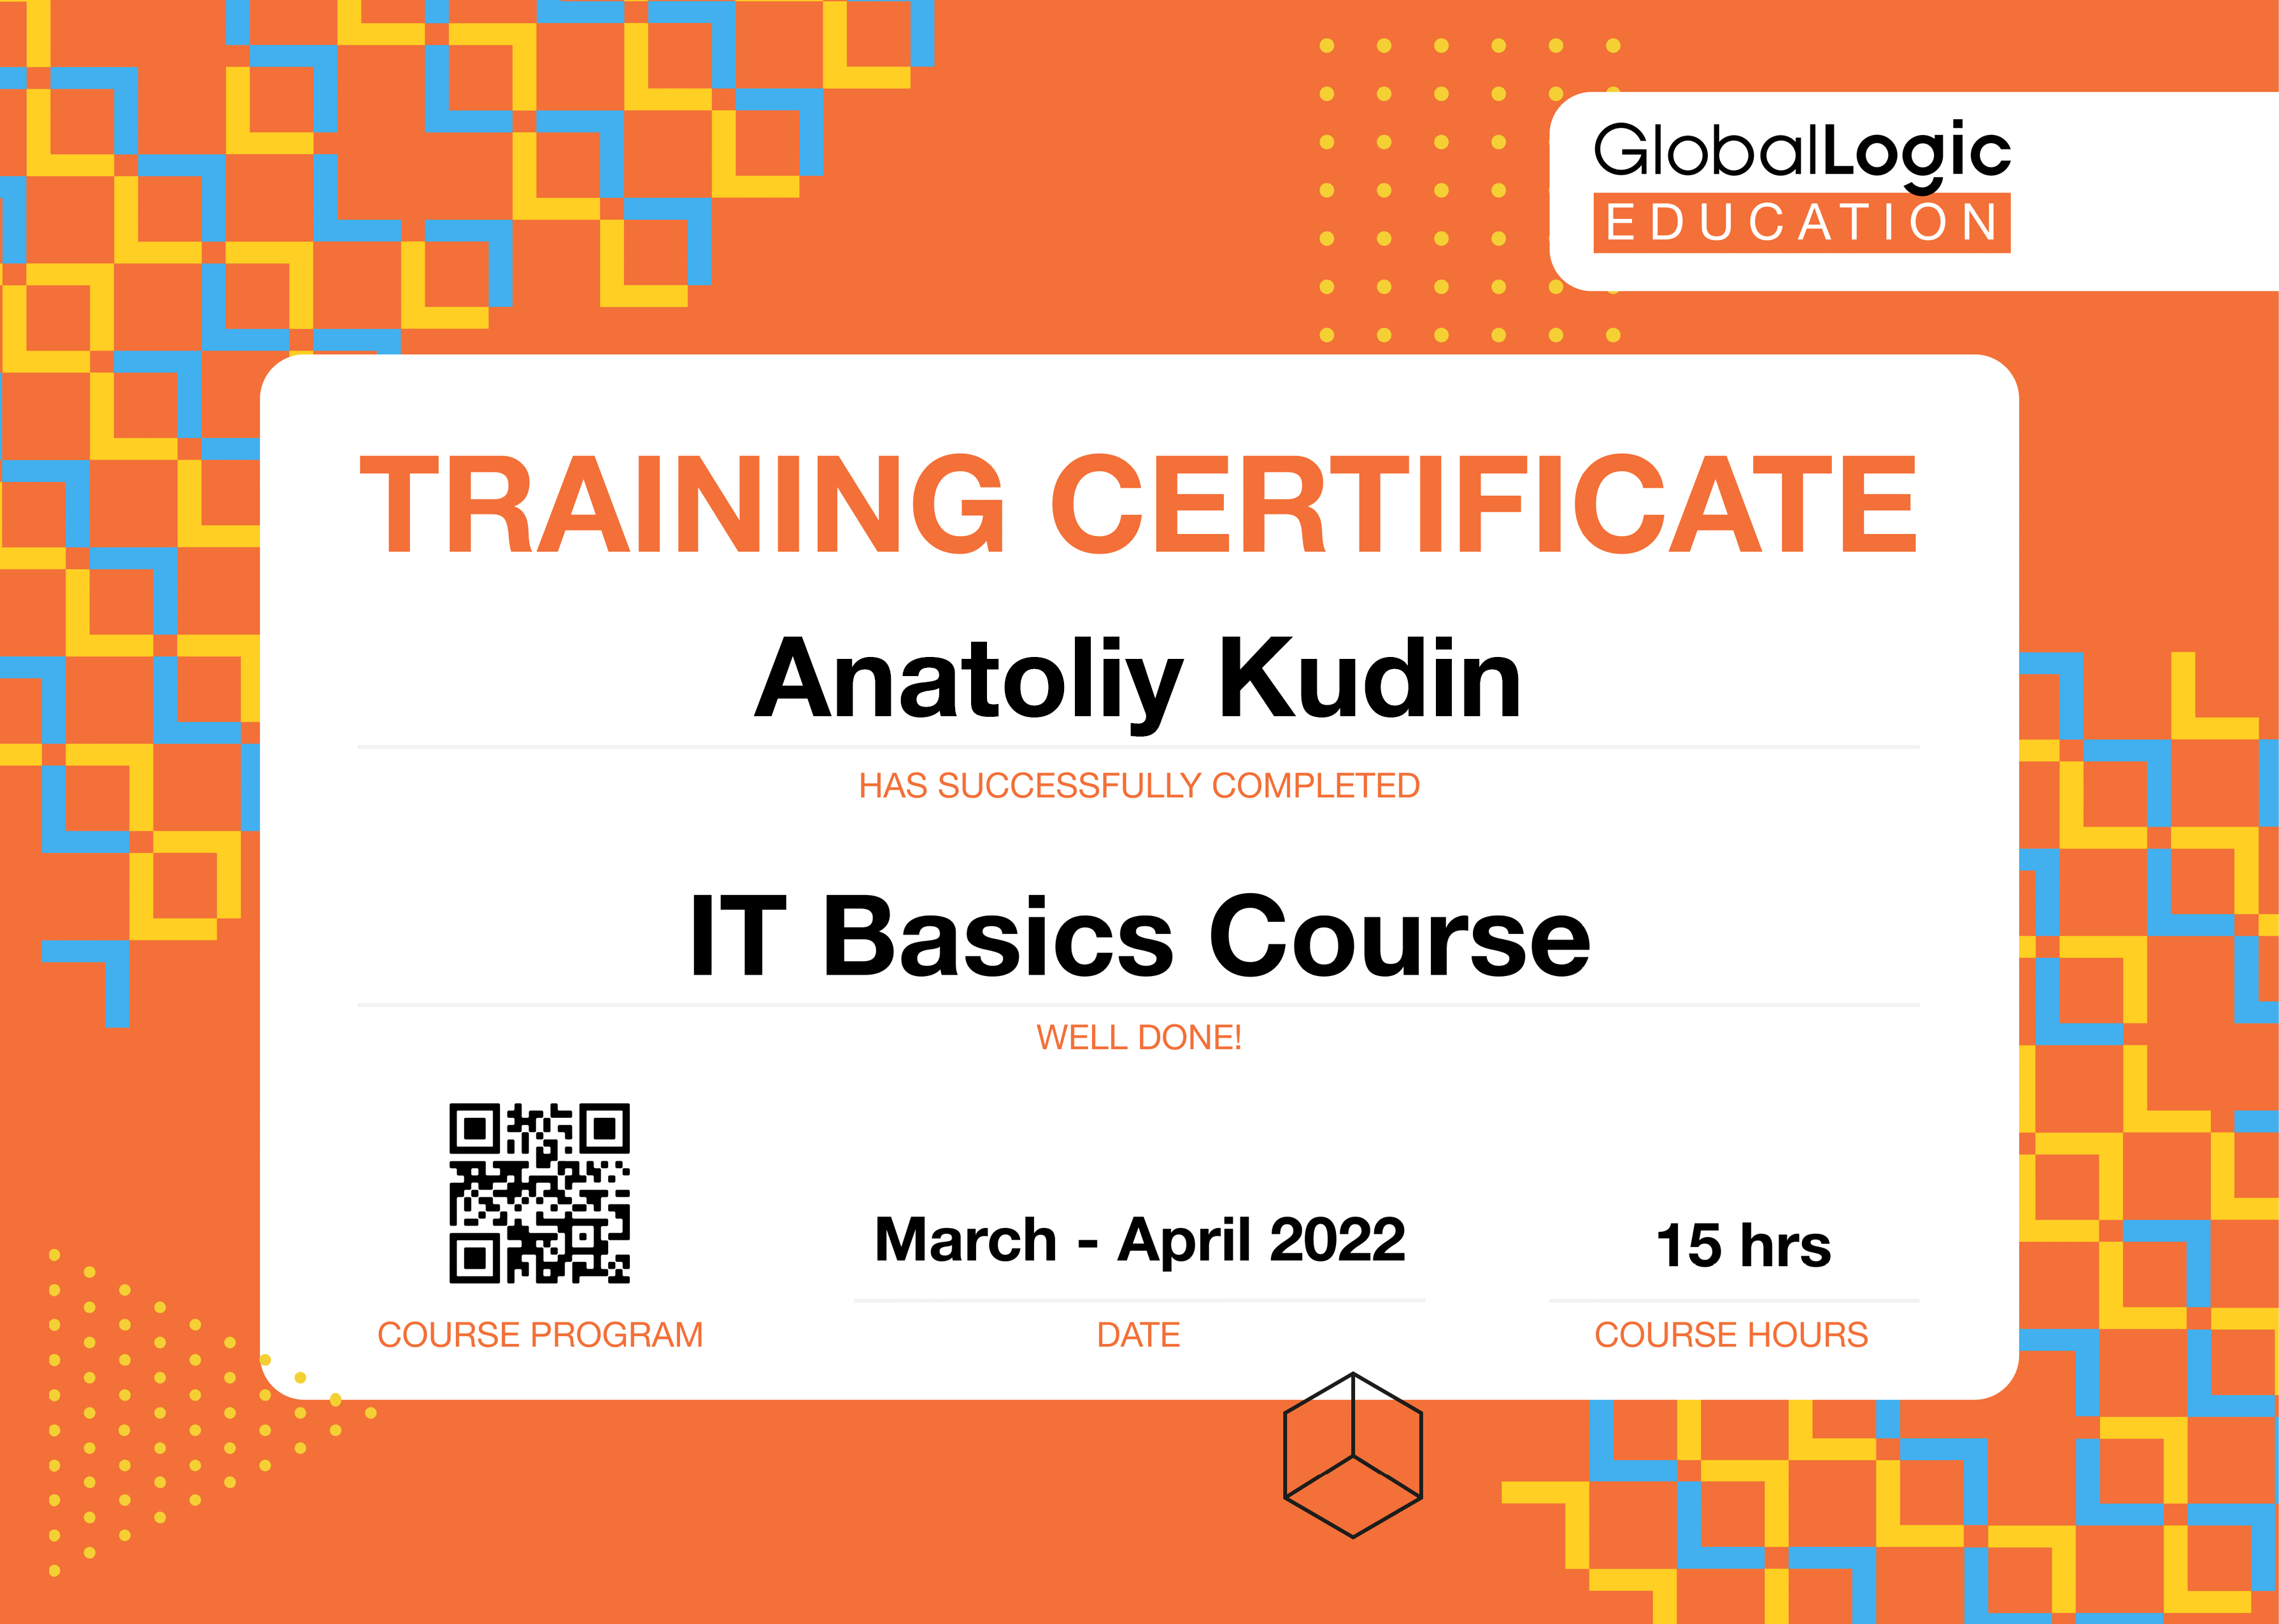 GlobalLogic
EDUCATION
TRAINING CERTIFICATE
Anatoliy Kudin
HAS SUCCESSFULLY COMPLETED
IT Basics Course
WELL DONE!
March - April 2022
15 hrs
COURSE PROGRAM
DATE
COURSE HOURS